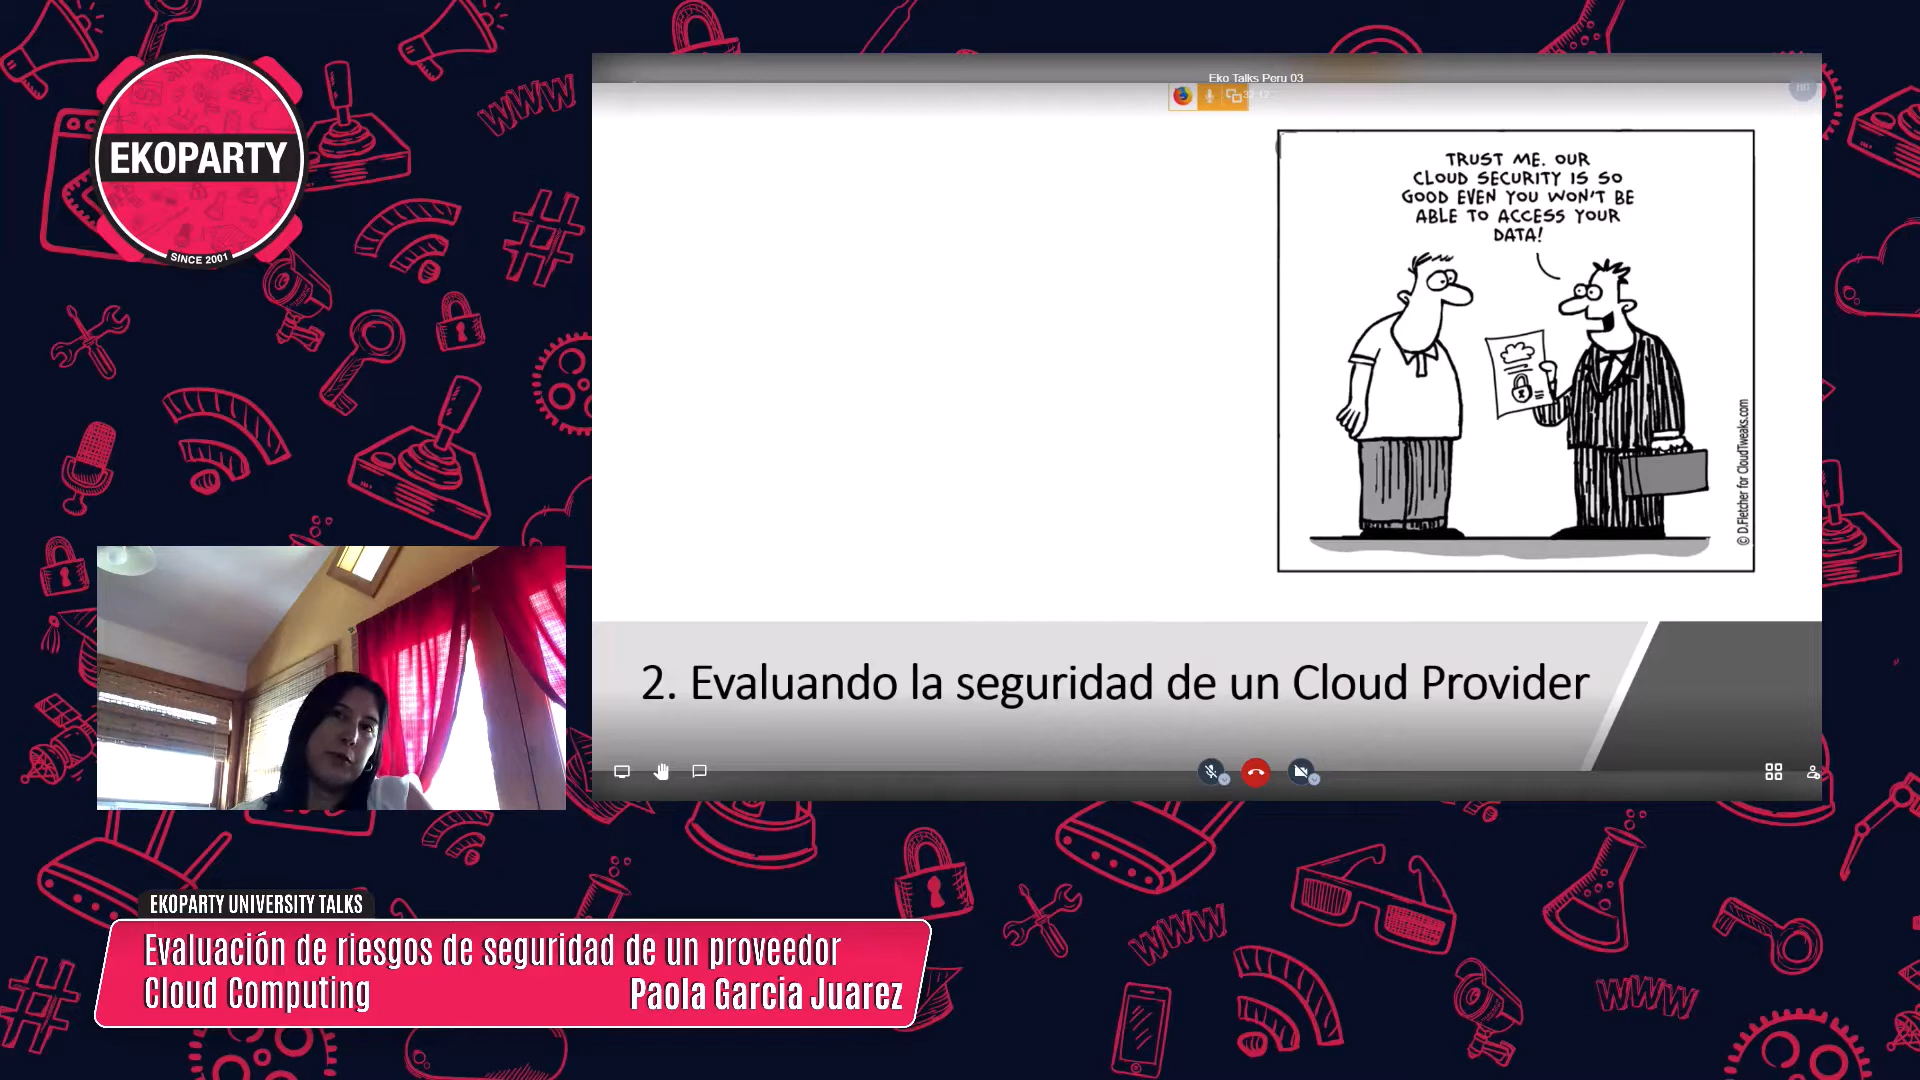 EKOPARTY
SINCE 2001
Eko Talks Peru 03
TRUST ME. OUR
CLOUD SECURITY IS SO
GOOD EVEN YOU WON'T BE
ABLE TO ACCESS YOUR
DATA!
© D.Fletcher for CloudTweaks.com
2. Evaluando la seguridad de un Cloud Provider
EKOPARTY UNIVERSITY TALKS
Evaluación de riesgos de seguridad de un proveedor
Cloud Computing
Paola Garcia Juarez
WWW
WWW
WWW